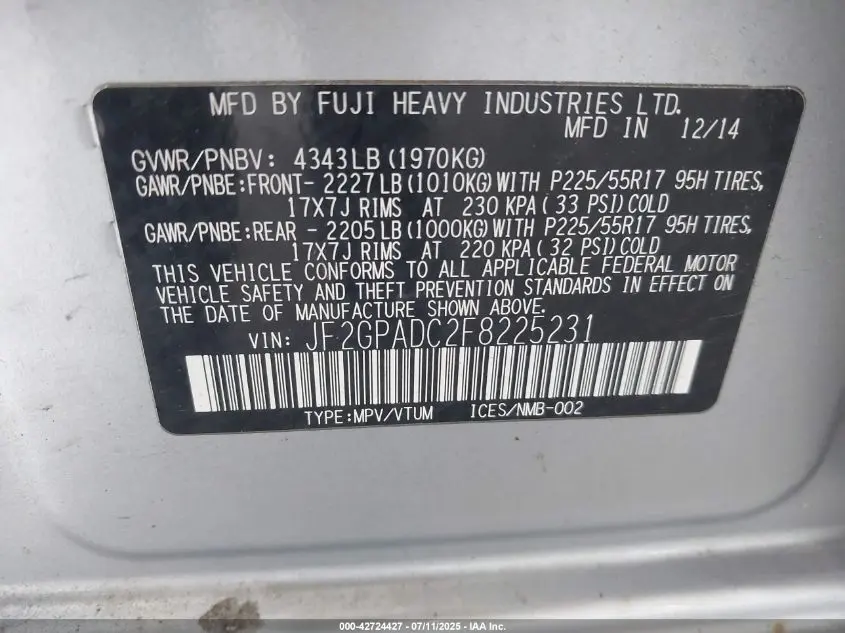 MFD BY FUJI HEAVY INDUSTRIES LTD.
MFD IN 12/14
GVWR/PNBV: 4343LB (1970KG)
GAWR/PNBE:FRONT- 2227LB(1010KG)WITH P225/55R17 95H TIRES,
17X7J RIMS AT 230 KPA( 33 PSI)COLD
GAWR/PNBE:REAR - 2205LB(1000KG)WITH P225/55R17 95H TIRES,
17X7J RIMS AT 220 KPA( 32 PSI)COLD
THIS VEHICLE CONFORMS TO ALL APPLICABLE FEDERAL MOTOR
VEHICLE SAFETY AND THEFT PREVENTION STANDARDS IN EFFECT ON
THE DATE OF MANUFACTURE SHOWN ABOVE.
VIN: JF2GPADC2F8225231
TYPE:MPV/VTUM ICES/NMB-002
000-42724427 - 07/11/2025 - IAA Inc.